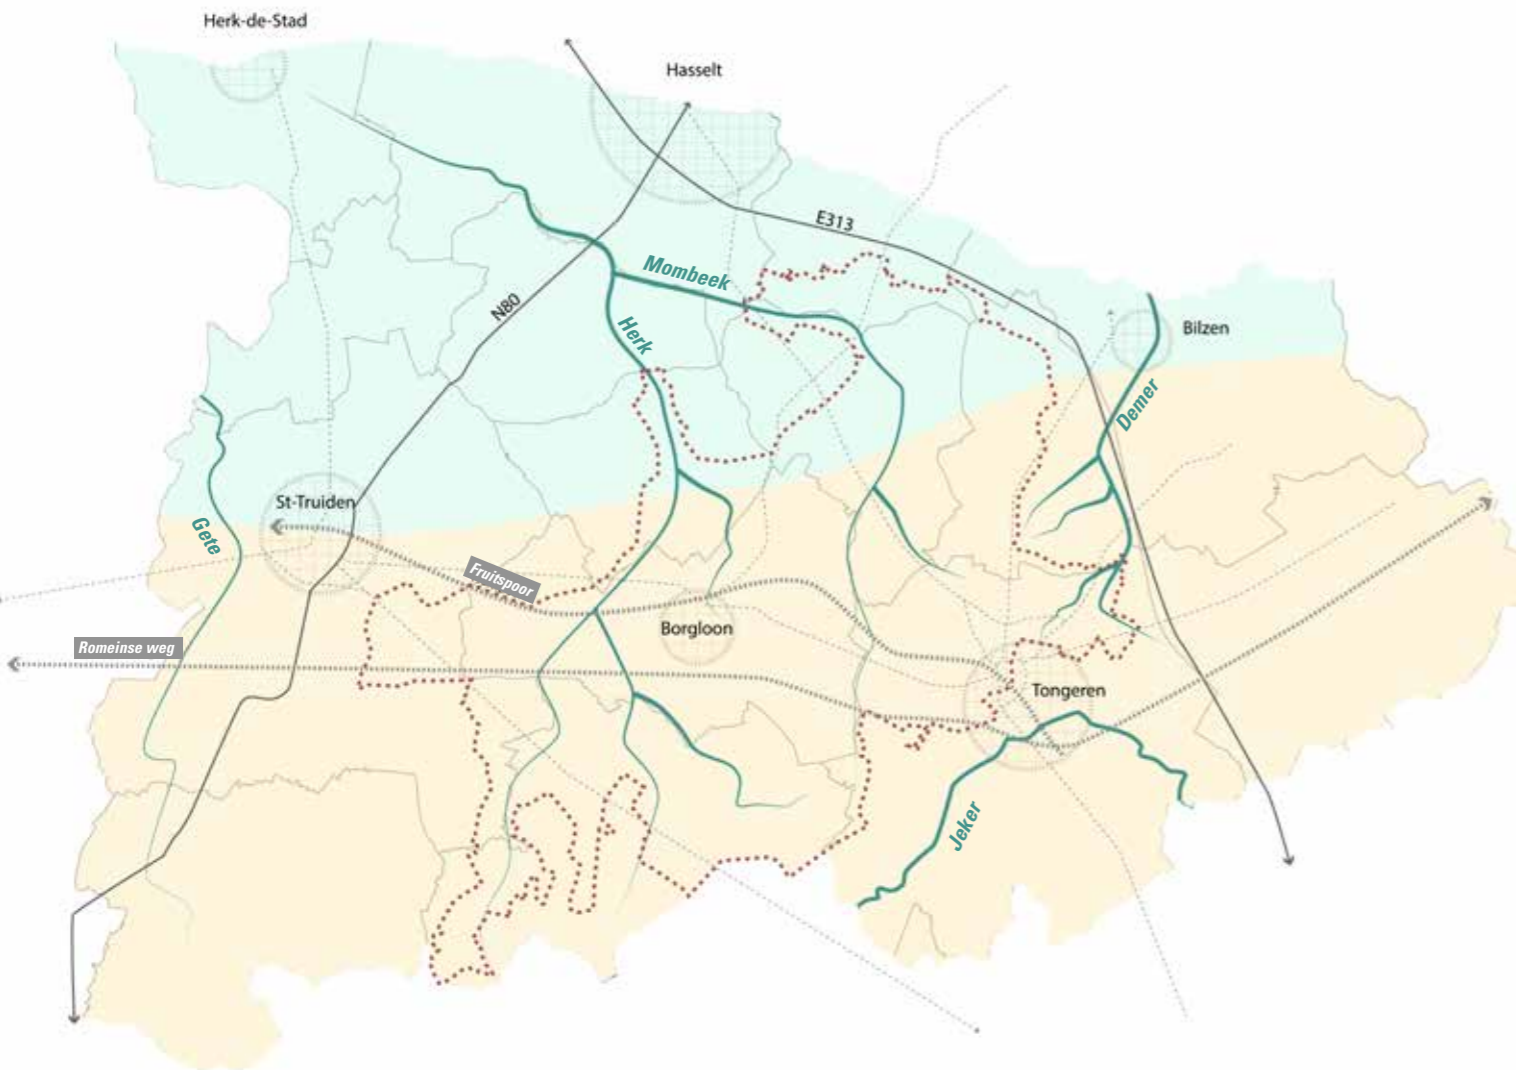 Herk-de-Stad
Hasselt
E313
Mombeek
N80
Herk
Bilzen
Demer
St-Truiden
Gete
Fruitspoor
Borgloon
Romeinse weg
Tongeren
Jeker